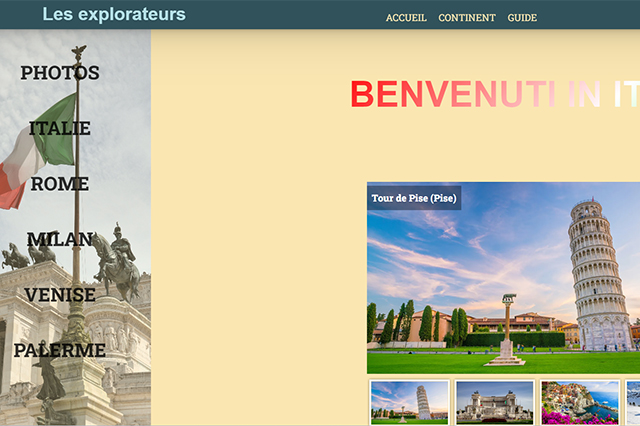 Les explorateurs
ACCUEIL CONTINENT GUIDE
PHOTOS
ITALIE
ROME
MILAN
VENISE
PALERME
BENVENUTI IN IT
Tour de Pise (Pise)